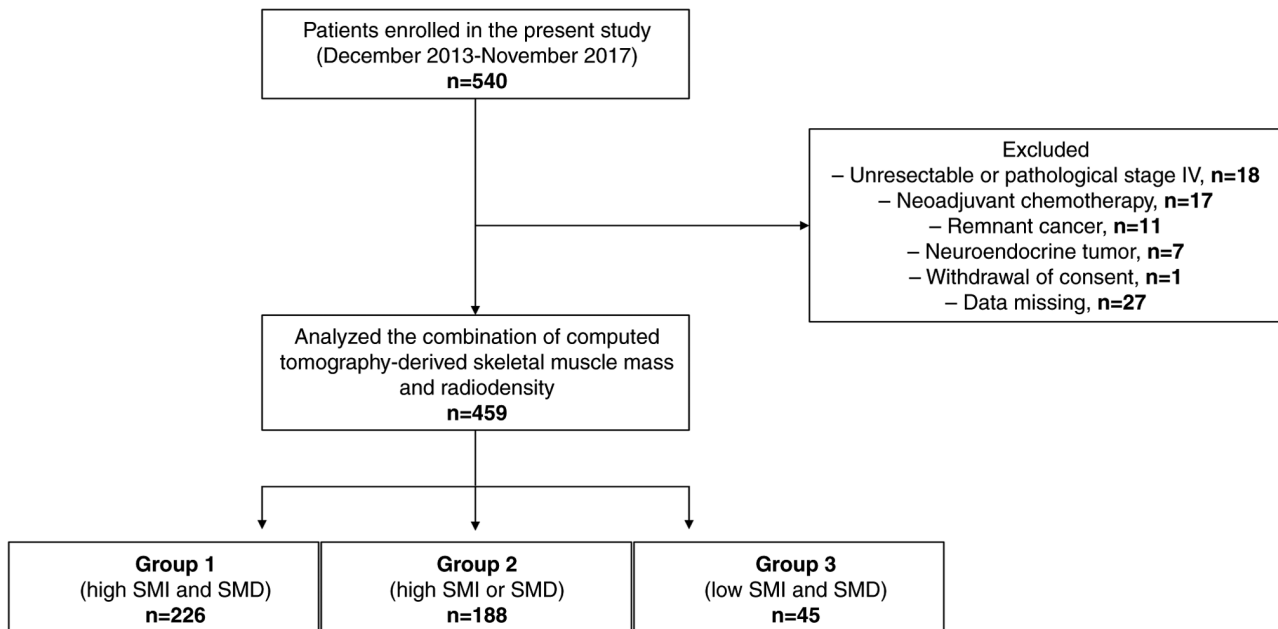 Patients enrolled in the present study
(December 2013-November 2017)
n=540
Excluded
– Unresectable or pathological stage IV, n=18
– Neoadjuvant chemotherapy, n=17
– Remnant cancer, n=11
– Neuroendocrine tumor, n=7
– Withdrawal of consent, n=1
– Data missing, n=27
Analyzed the combination of computed
tomography-derived skeletal muscle mass
and radiodensity
n=459
Group 1
(high SMI and SMD)
n=226
Group 2
(high SMI or SMD)
n=188
Group 3
(low SMI and SMD)
n=45